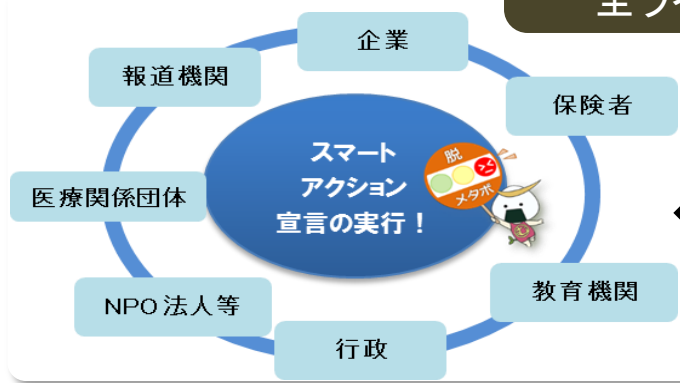 企業
報道機関
保険者
医療関係団体
スマート
アクション
宣言の実行！
脱
メタボ
教育機関
NPO法人等
行政